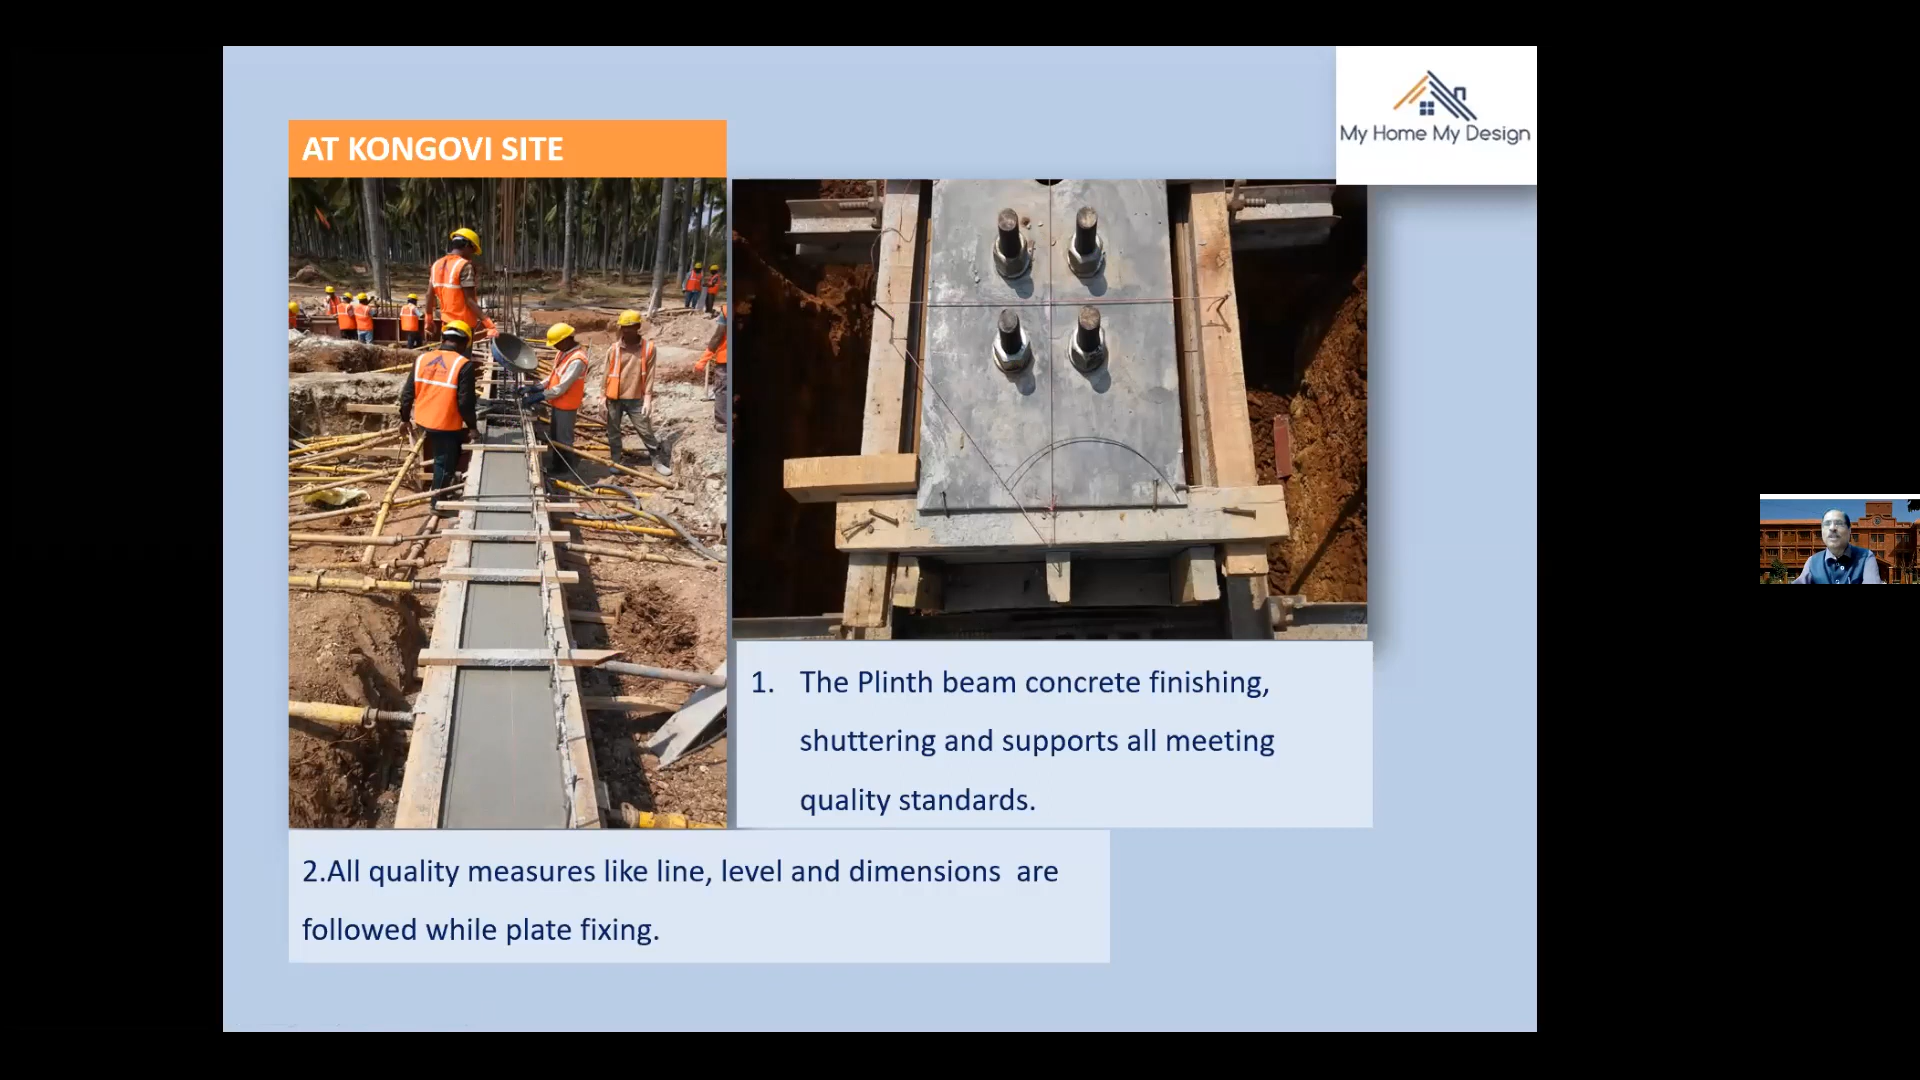 AT KONGOVI SITE
My Home My Design
1. The Plinth beam concrete finishing,
shuttering and supports all meeting
quality standards.
2.All quality measures like line, level and dimensions  are
followed while plate fixing.